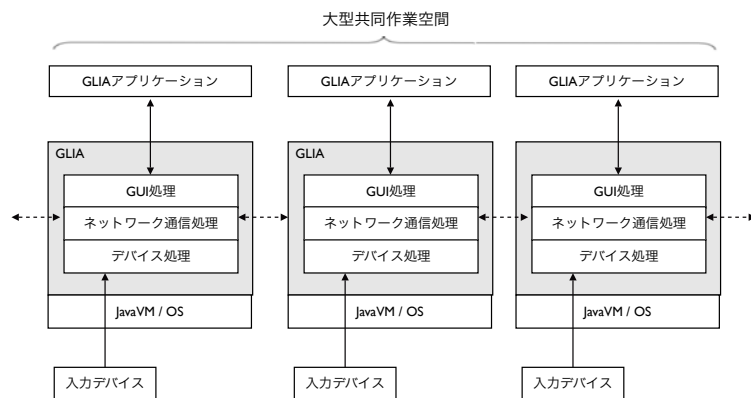 大型共同作業空間
GLIAアプリケーション
GLIAアプリケーション
GLIAアプリケーション
GLIA
GLIA
GUI処理
GUI処理
GUI処理
ネットワーク通信処理
ネットワーク通信処理
ネットワーク通信処理
デバイス処理
デバイス処理
デバイス処理
JavaVM / OS
JavaVM / OS
JavaVM / OS
入力デバイス
入力デバイス
入力デバイス